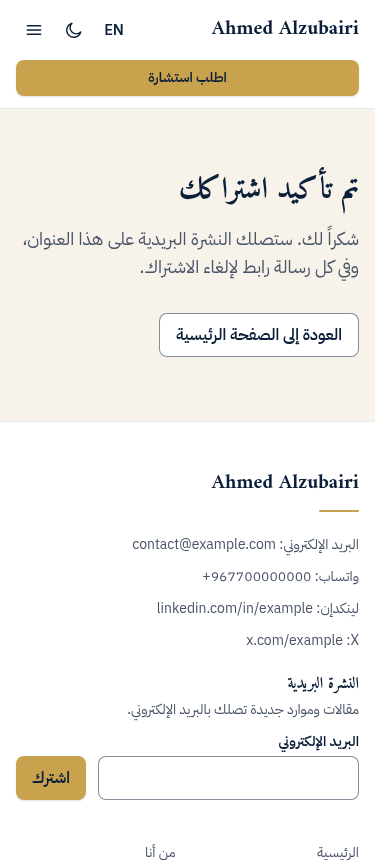 Ahmed Alzubairi
EN
اطلب استشارة
تم تأكيد اشتراكك
شكراً لك. ستصلك النشرة البريدية على هذا العنوان،
وفي كل رسالة رابط لإلغاء الاشتراك.
العودة إلى الصفحة الرئيسية
Ahmed Alzubairi
البريد الإلكتروني: contact@example.com
واتساب: 967700000000+
لينكدإن: linkedin.com/in/example
X: x.com/example
النشرة البريدية
مقالات وموارد جديدة تصلك بالبريد الإلكتروني.
البريد الإلكتروني
اشترك
الرئيسية
من أنا